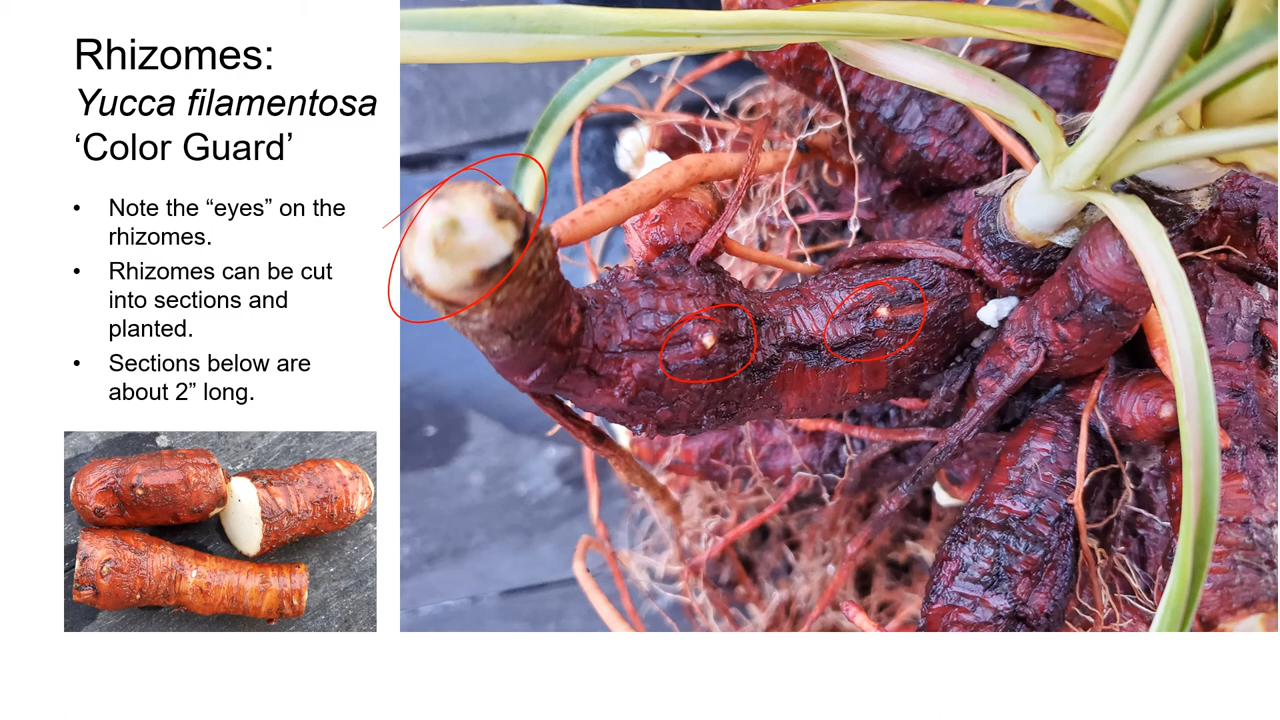 Rhizomes:
Yucca filamentosa
‘Color Guard’
• Note the “eyes” on the
rhizomes.
• Rhizomes can be cut
into sections and
planted.
• Sections below are
about 2” long.